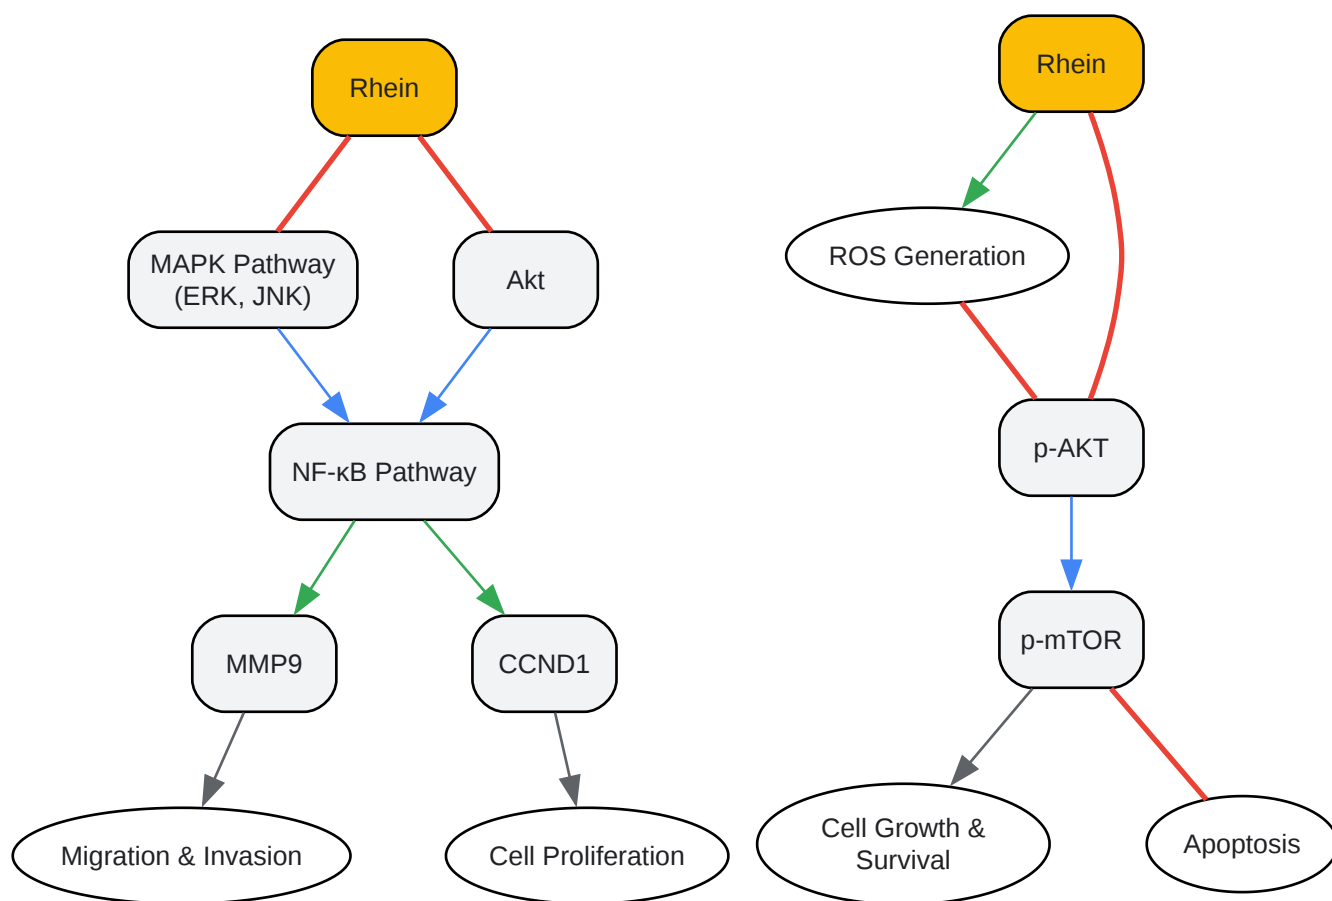 Rhein
MAPK Pathway
(ERK, JNK)
Akt
NF-κB Pathway
MMP9
CCND1
Migration & Invasion
Cell Proliferation
Rhein
ROS Generation
p-AKT
p-mTOR
Cell Growth &
Survival
Apoptosis